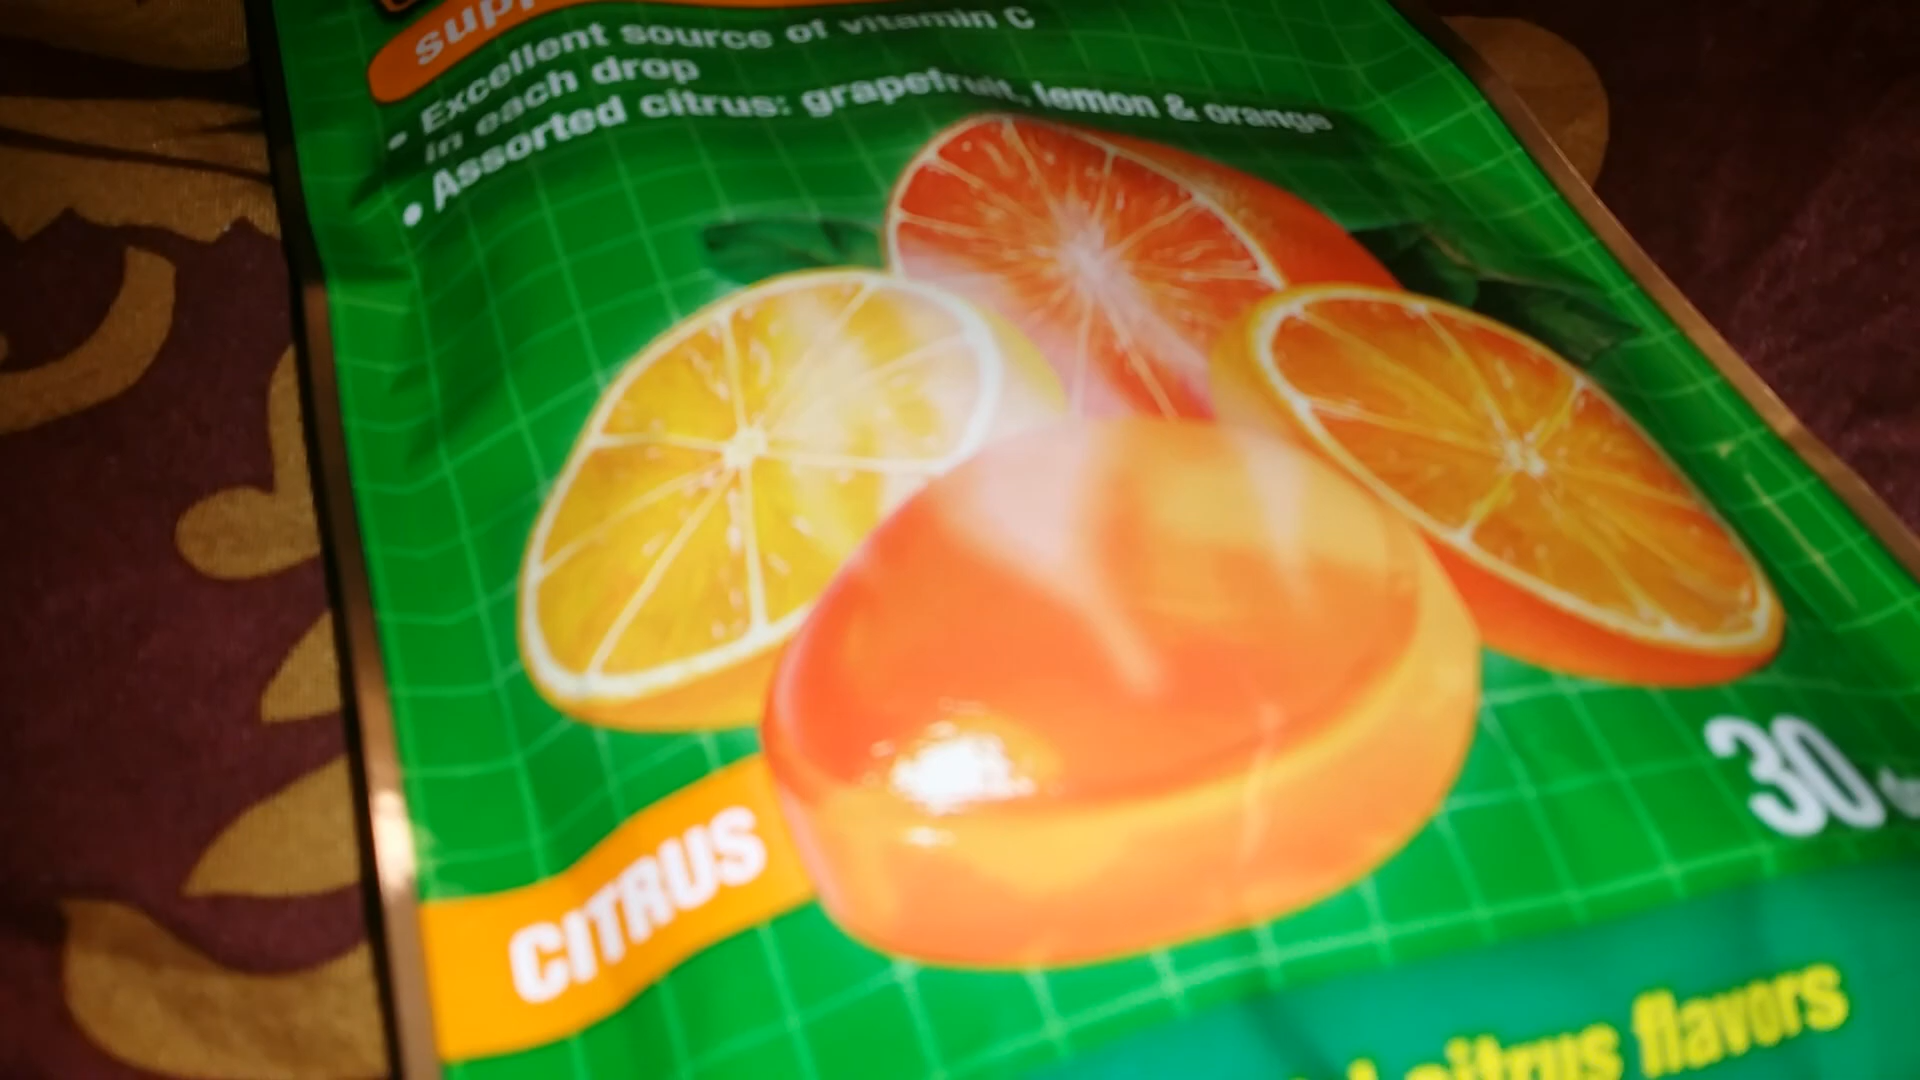 • Excellent source of vitamin C
in each drop
• Assorted citrus: grapefruit, lemon & orange
CITRUS
30
citrus flavors